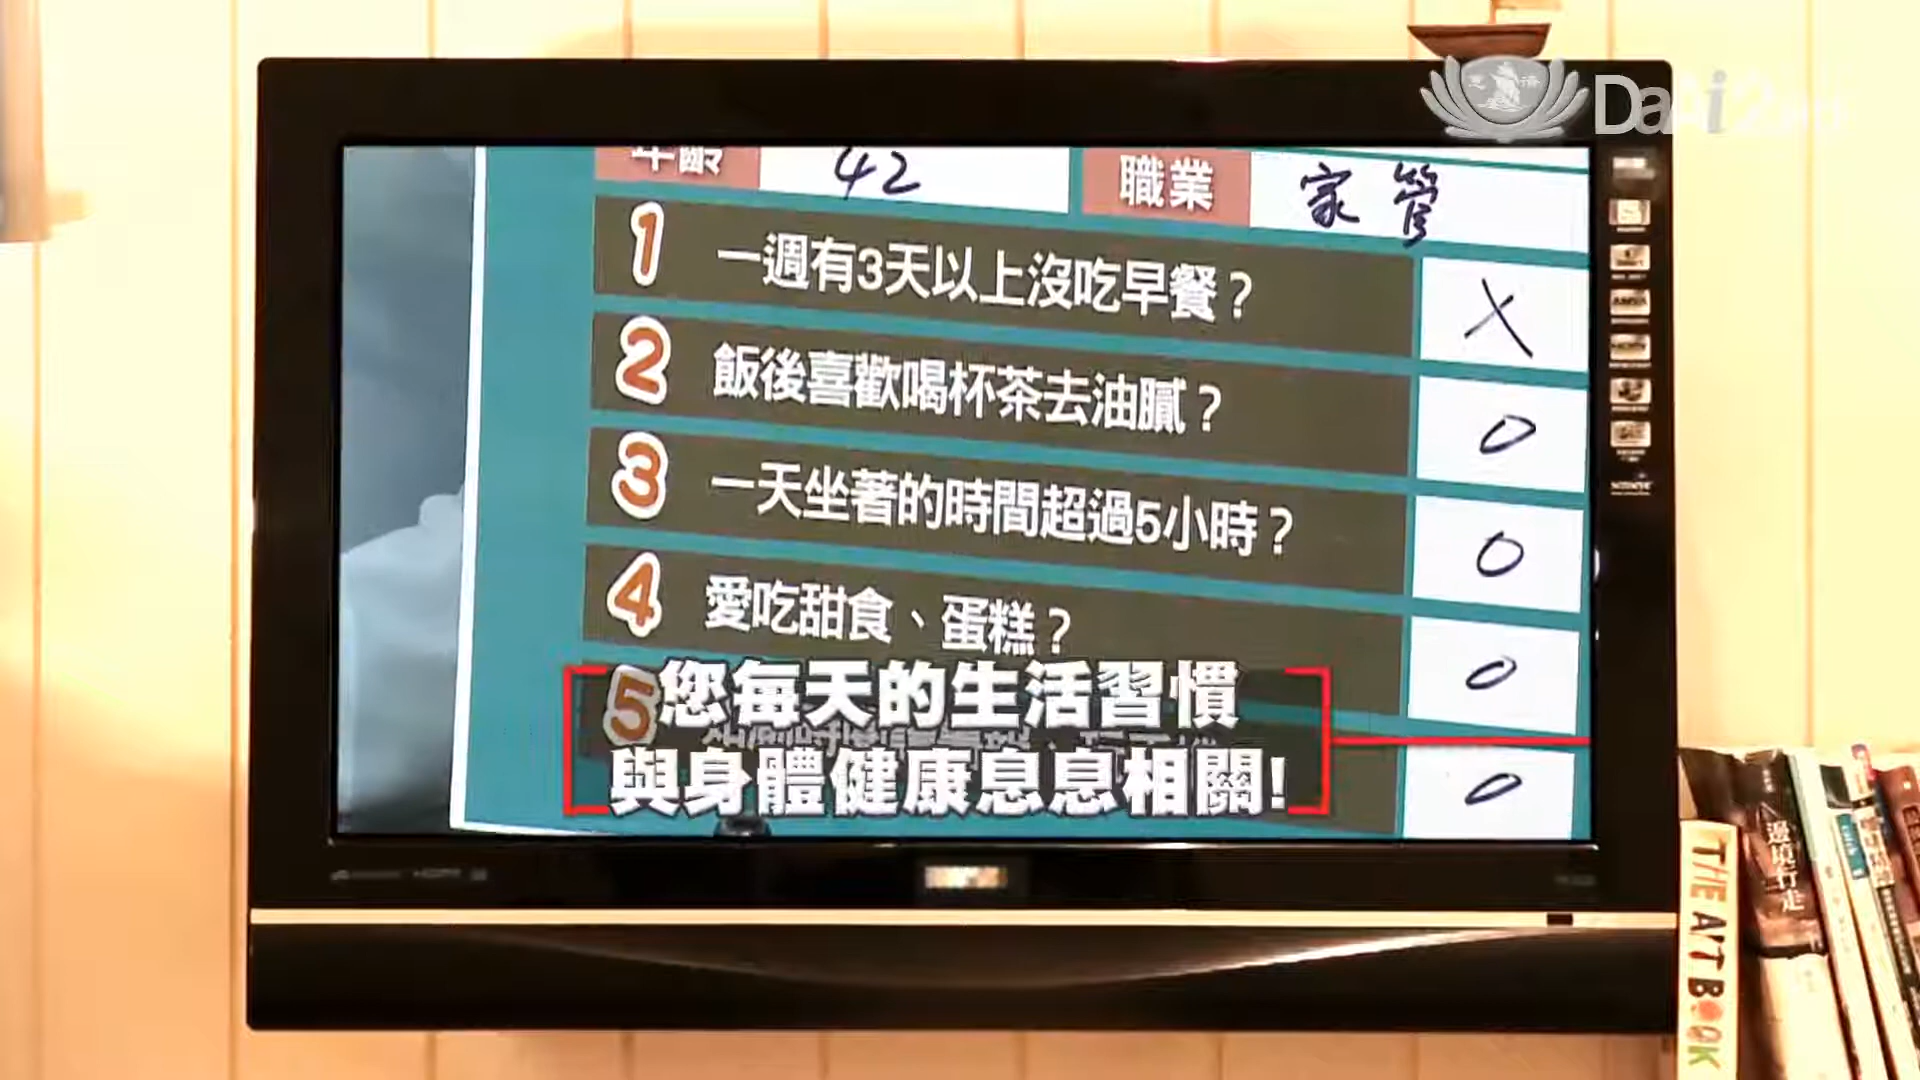 DaAi2
年齡 42 職業 家管
1 一週有3天以上沒吃早餐? X
2 飯後喜歡喝杯茶去油膩? O
3 一天坐著的時間超過5小時? O
4 愛吃甜食、蛋糕? O
5 O
您每天的生活習慣
與身體健康息息相關!
THE ART BOOK
邊境行走